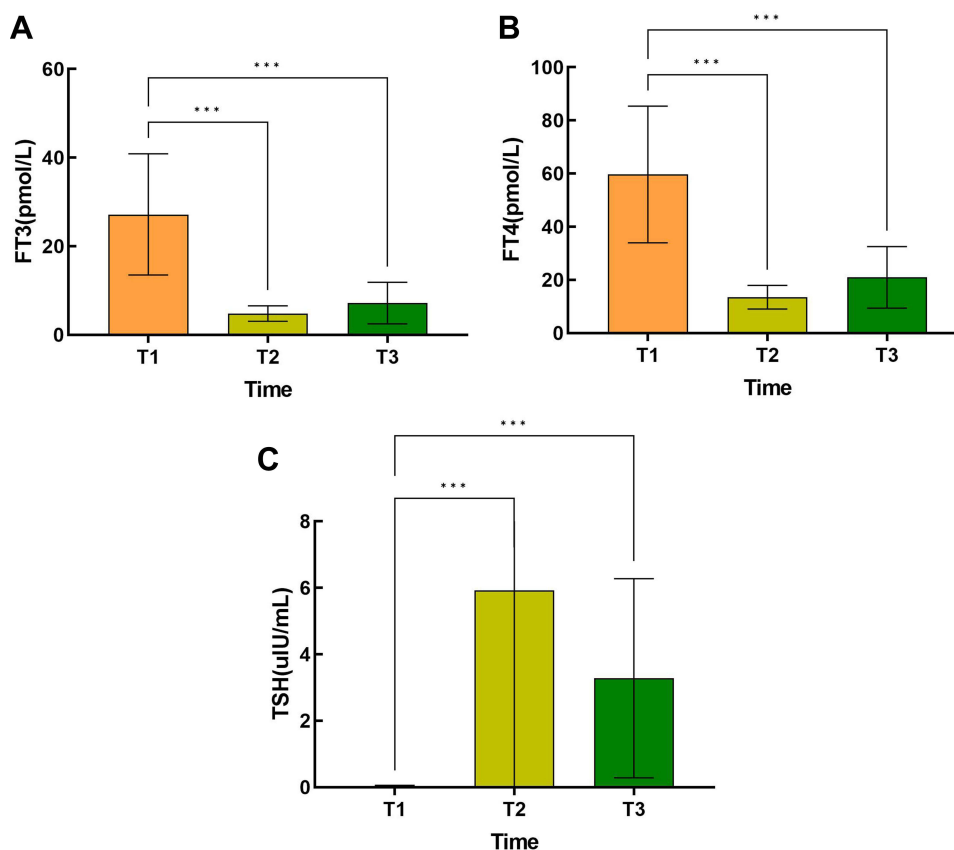 A
***
***
60
40
20
0
FT3(pmol/L)
T1 T2 T3
Time
B
***
***
100
80
60
40
20
0
FT4(pmol/L)
T1 T2 T3
Time
C
***
***
8
6
4
2
0
TSH(uIU/mL)
T1 T2 T3
Time